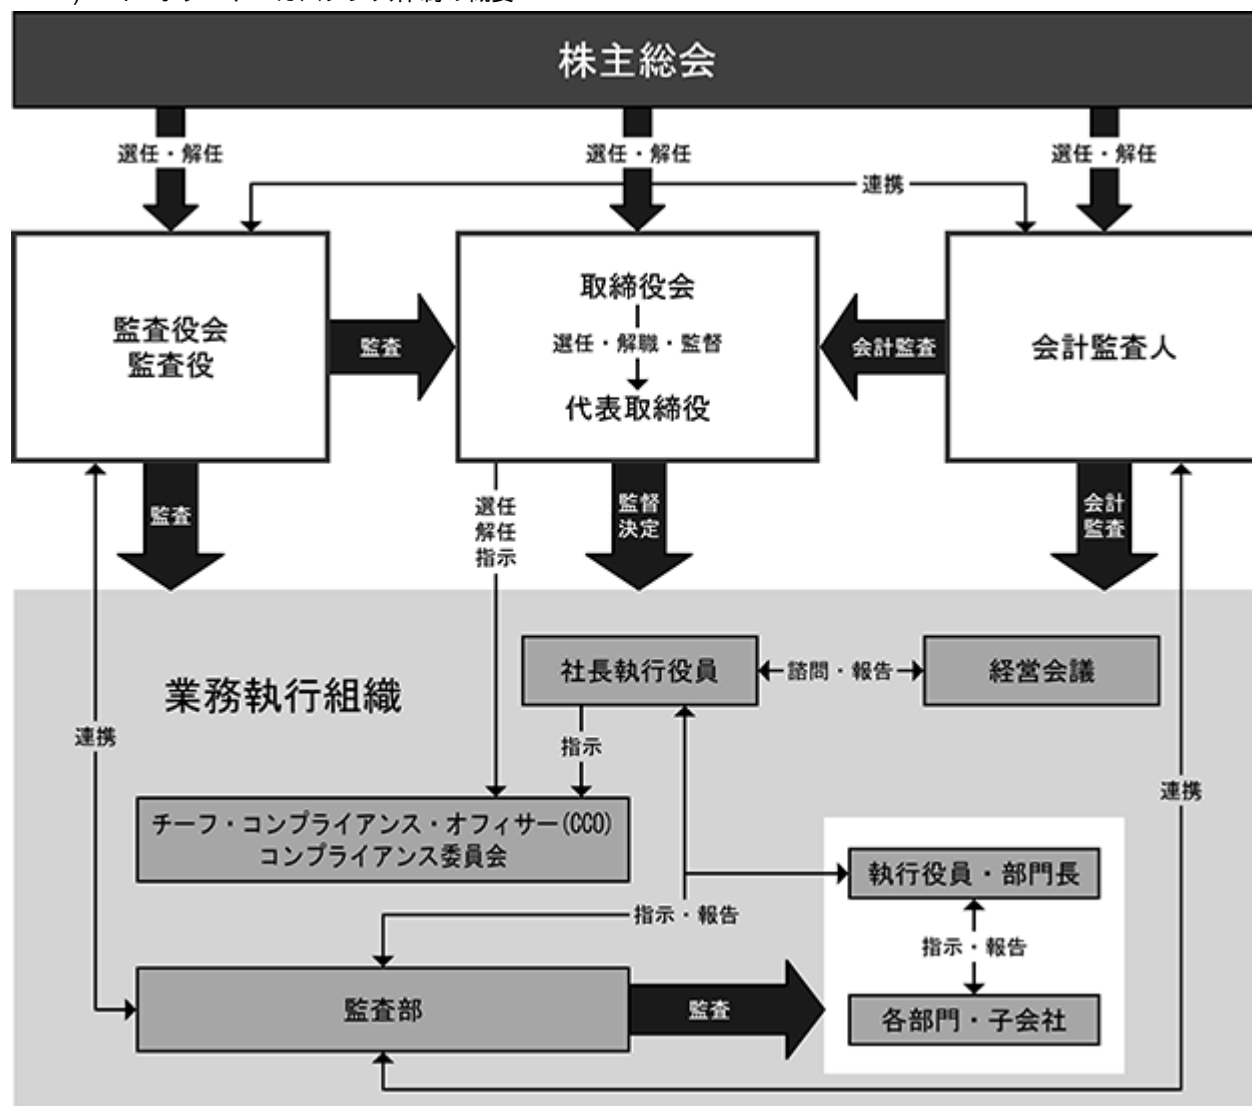 株主総会
選任・解任
選任・解任
選任・解任
連携
監査役会
監査役
監査
取締役会
選任・解職・監督
代表取締役
会計監査
会計監査人
監査
選任
解任
指示
監督
決定
会計
監査
業務執行組織
社長執行役員
諮問・報告
経営会議
連携
指示
連携
チーフ・コンプライアンス・オフィサー(CCO)
コンプライアンス委員会
執行役員・部門長
指示・報告
指示・報告
監査部
監査
各部門・子会社